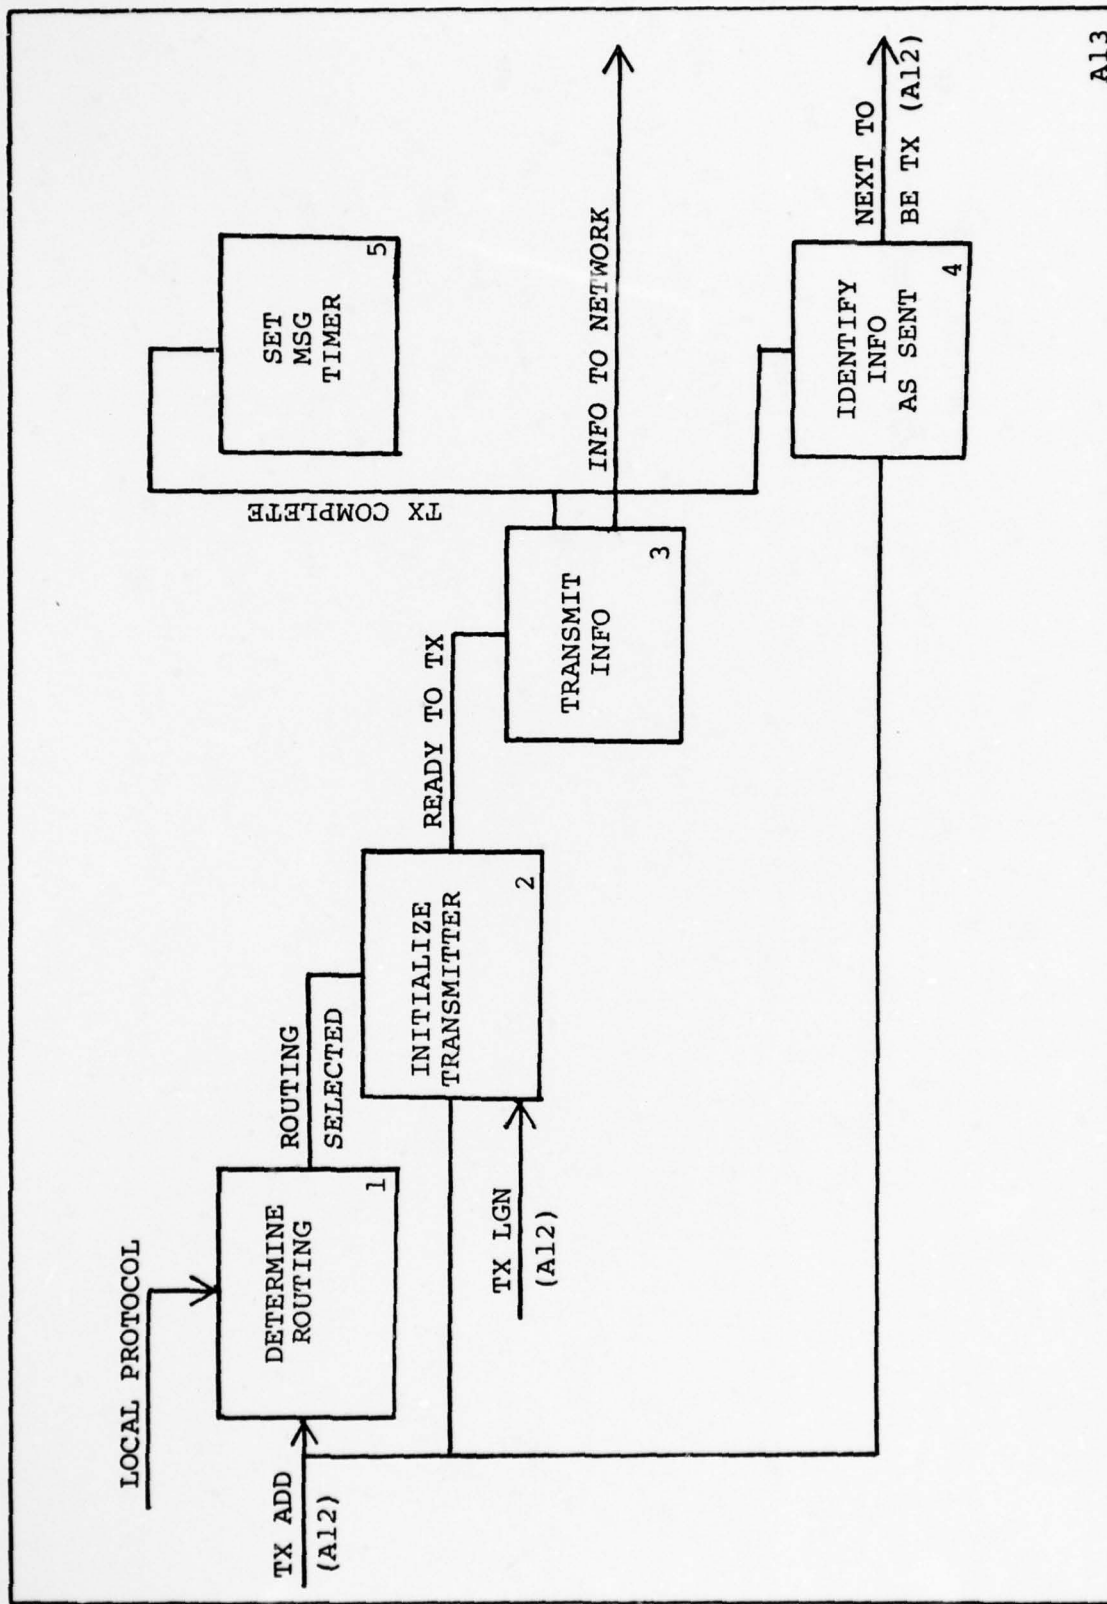 LOCAL PROTOCOL
TX ADD
(A12)
DETERMINE
ROUTING
1
ROUTING
SELECTED
TX LGN
(A12)
INITIALIZE
TRANSMITTER
2
READY TO TX
TRANSMIT
INFO
3
TX COMPLETE
SET
MSG
TIMER
5
INFO TO NETWORK
IDENTIFY
INFO
AS SENT
4
NEXT TO
BE TX (A12)
A13